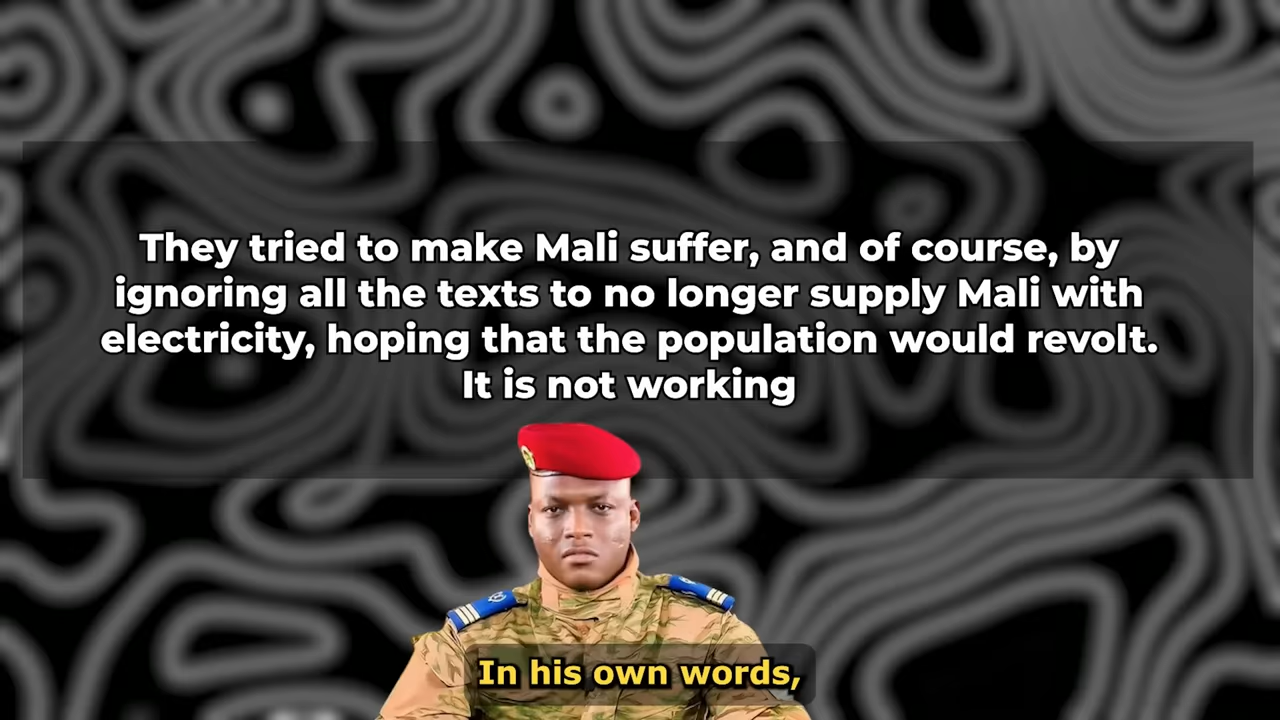 They tried to make Mali suffer, and of course, by
ignoring all the texts to no longer supply Mali with
electricity, hoping that the population would revolt.
It is not working
In his own words,